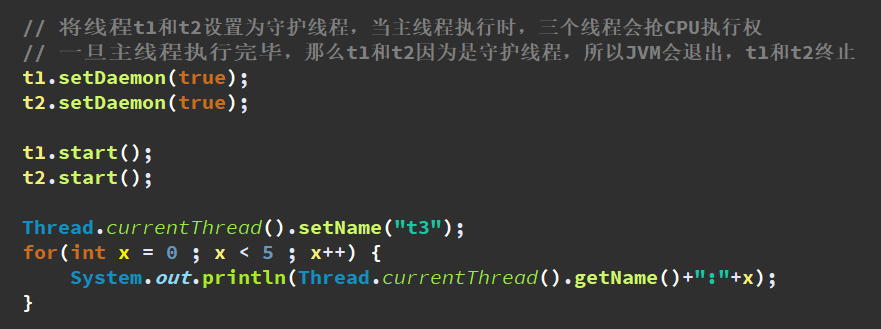 // 将线程t1和t2设置为守护线程，当主线程执行时，三个线程会抢CPU执行权
// 一旦主线程执行完毕，那么t1和t2因为是守护线程，所以JVM会退出，t1和t2终止
t1.setDaemon(true);
t2.setDaemon(true);
t1.start();
t2.start();
Thread.currentThread().setName("t3");
for(int x = 0 ; x < 5 ; x++) {
    System.out.println(Thread.currentThread().getName()+":"+x);
}